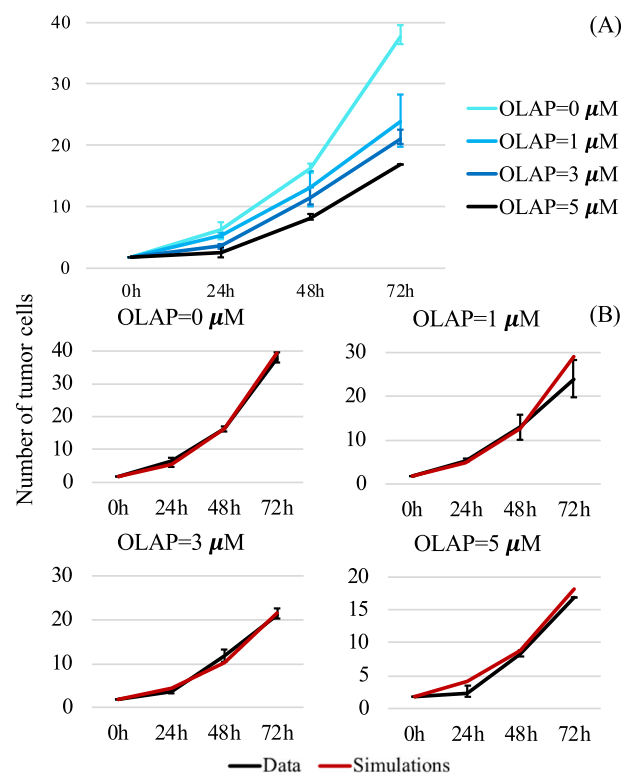 (A)
40
30
20
10
0
0h 24h 48h 72h
OLAP=0 μM
OLAP=1 μM
OLAP=3 μM
OLAP=5 μM
Number of tumor cells
(B)
OLAP=0 μM
40
30
20
10
0
0h 24h 48h 72h
OLAP=1 μM
30
20
10
0
0h 24h 48h 72h
OLAP=3 μM
30
20
10
0
0h 24h 48h 72h
OLAP=5 μM
20
15
10
5
0
0h 24h 48h 72h
Data Simulations